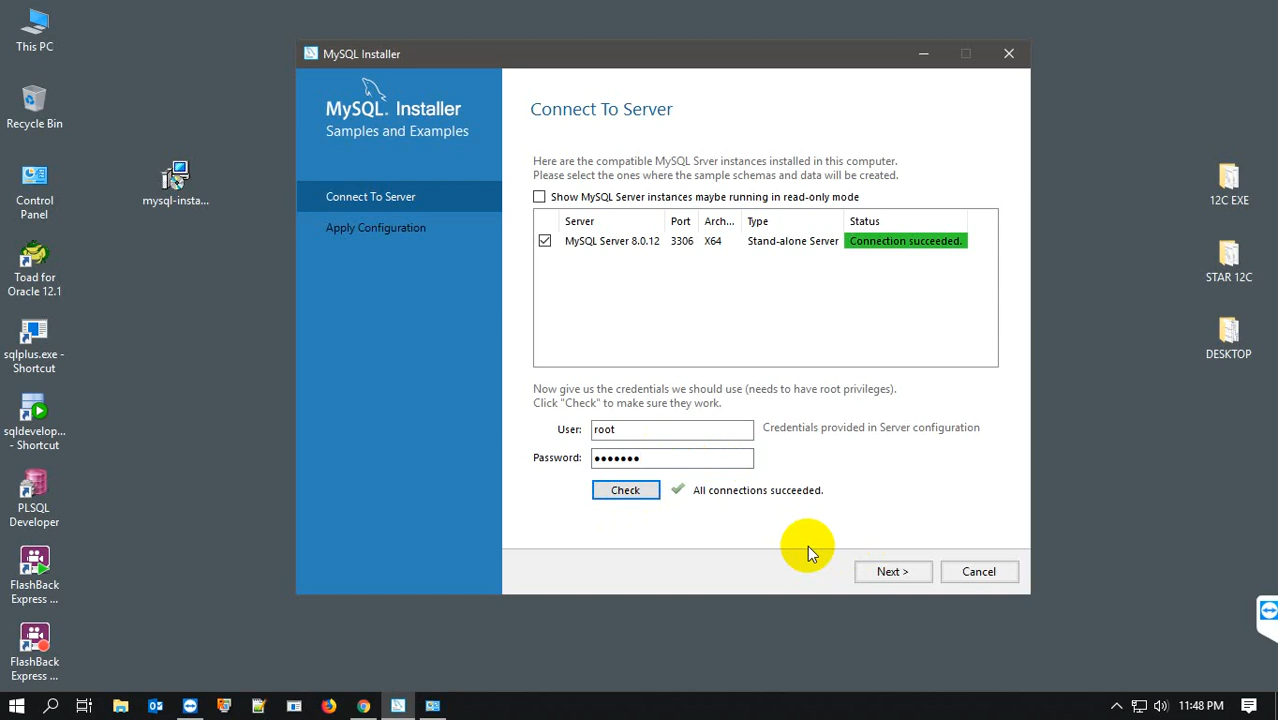 This PC
Recycle Bin
Control
Panel
Toad for
Oracle 12.1
sqlplus.exe -
Shortcut
sqldevelop...
- Shortcut
PLSQL
Developer
FlashBack
Express ...
FlashBack
Express ...
mysql-insta...
MySQL Installer
MySQL. Installer
Samples and Examples
Connect To Server
Apply Configuration
Connect To Server
Here are the compatible MySQL Srver instances installed in this computer.
Please select the ones where the sample schemas and data will be created.
Show MySQL Server instances maybe running in read-only mode
Server Port Arch... Type Status
MySQL Server 8.0.12 3306 X64 Stand-alone Server Connection succeeded.
Now give us the credentials we should use (needs to have root privileges).
Click "Check" to make sure they work.
User: root Credentials provided in Server configuration
Password: •••••••
Check All connections succeeded.
Next > Cancel
12C EXE
STAR 12C
DESKTOP
11:48 PM